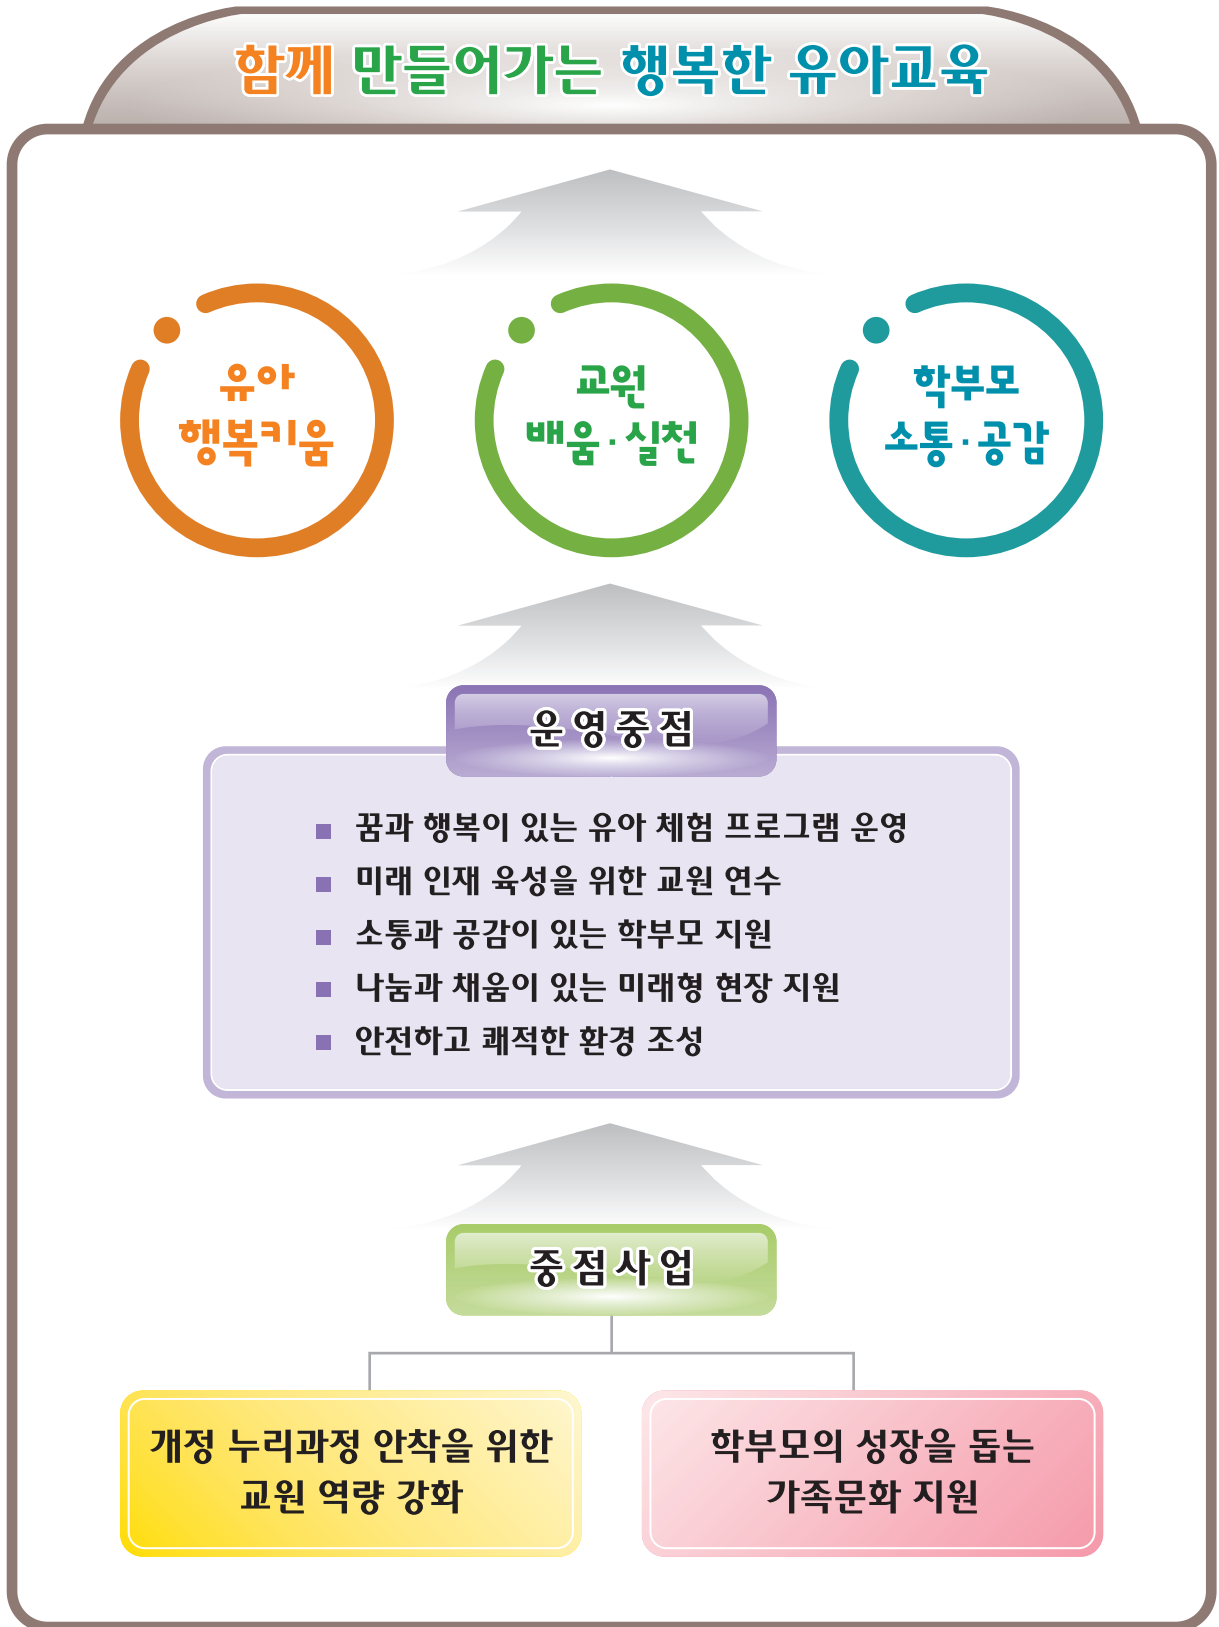 함께 만들어가는 행복한 유아교육
유아
행복키움
교원
배움·실천
학부모
소통·공감
운영중점
꿈과 행복이 있는 유아 체험 프로그램 운영
미래 인재 육성을 위한 교원 연수
소통과 공감이 있는 학부모 지원
나눔과 채움이 있는 미래형 현장 지원
안전하고 쾌적한 환경 조성
중점사업
개정 누리과정 안착을 위한
교원 역량 강화
학부모의 성장을 돕는
가족문화 지원